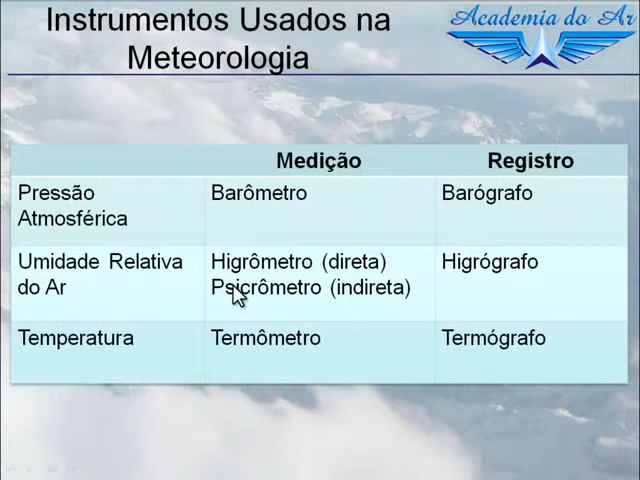 Instrumentos Usados na
Meteorologia
Academia do Ar
Medição Registro
Pressão Barômetro Barógrafo
Atmosférica
Umidade Relativa Higrômetro (direta) Higrógrafo
do Ar Psicrômetro (indireta)
Temperatura Termômetro Termógrafo